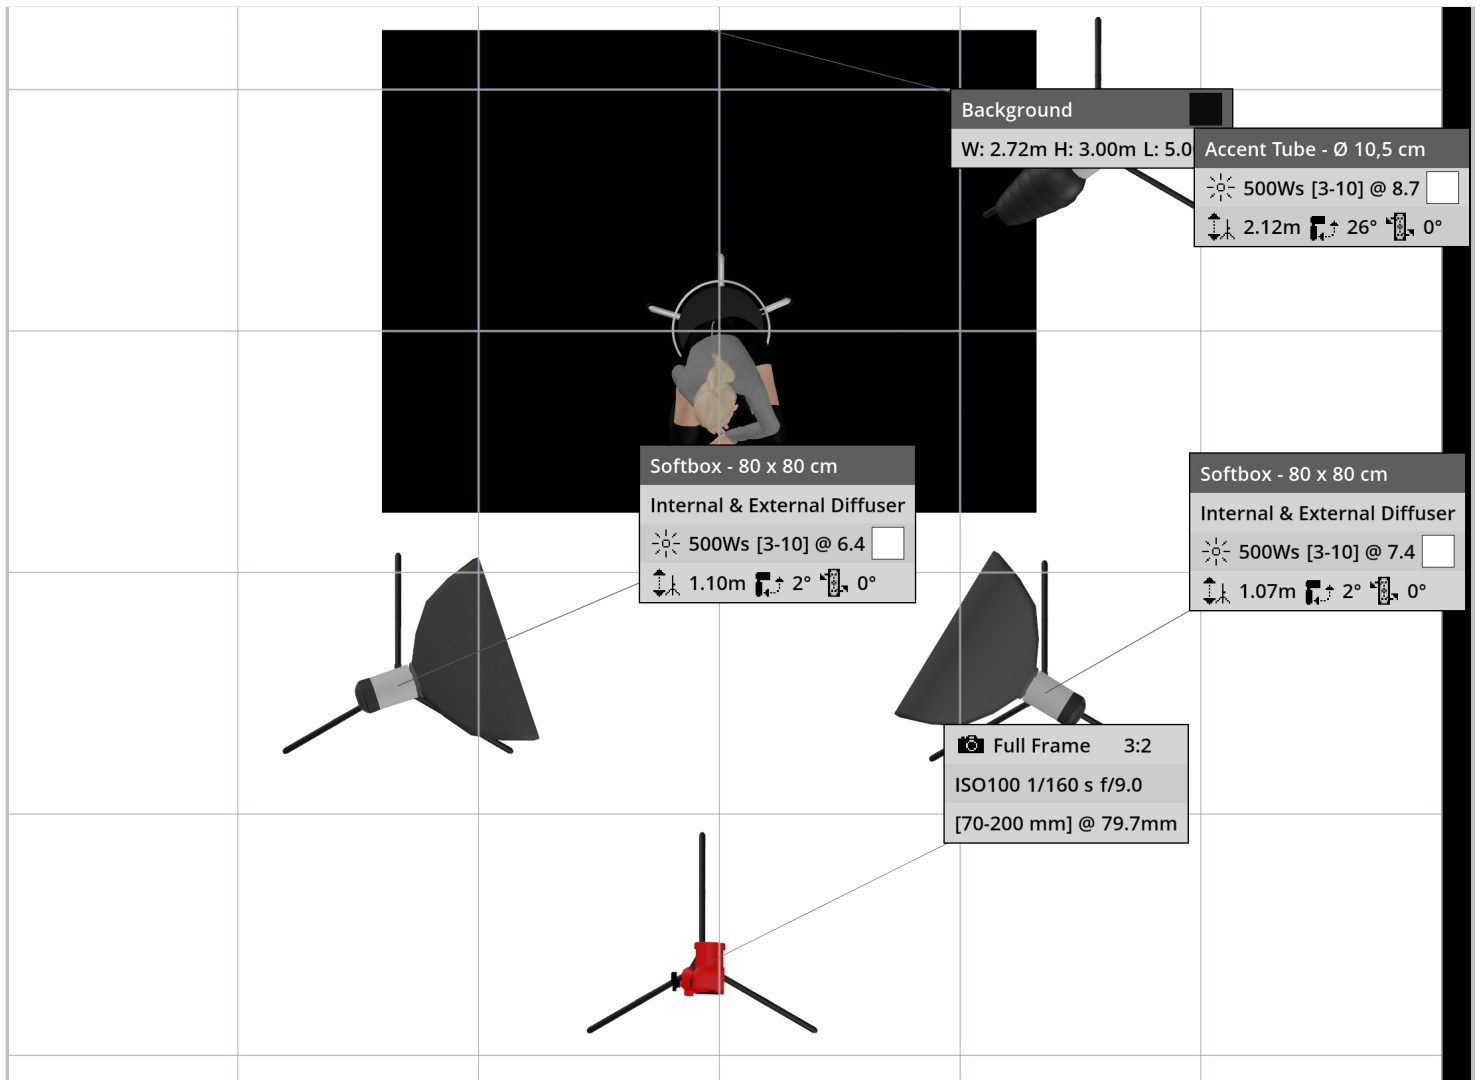 Background
W: 2.72m H: 3.00m L: 5.0
Accent Tube - Ø 10,5 cm
500Ws [3-10] @ 8.7
2.12m 26° 0°
Softbox - 80 x 80 cm
Internal & External Diffuser
500Ws [3-10] @ 6.4
1.10m 2° 0°
Softbox - 80 x 80 cm
Internal & External Diffuser
500Ws [3-10] @ 7.4
1.07m 2° 0°
Full Frame 3:2
ISO100 1/160 s f/9.0
[70-200 mm] @ 79.7mm